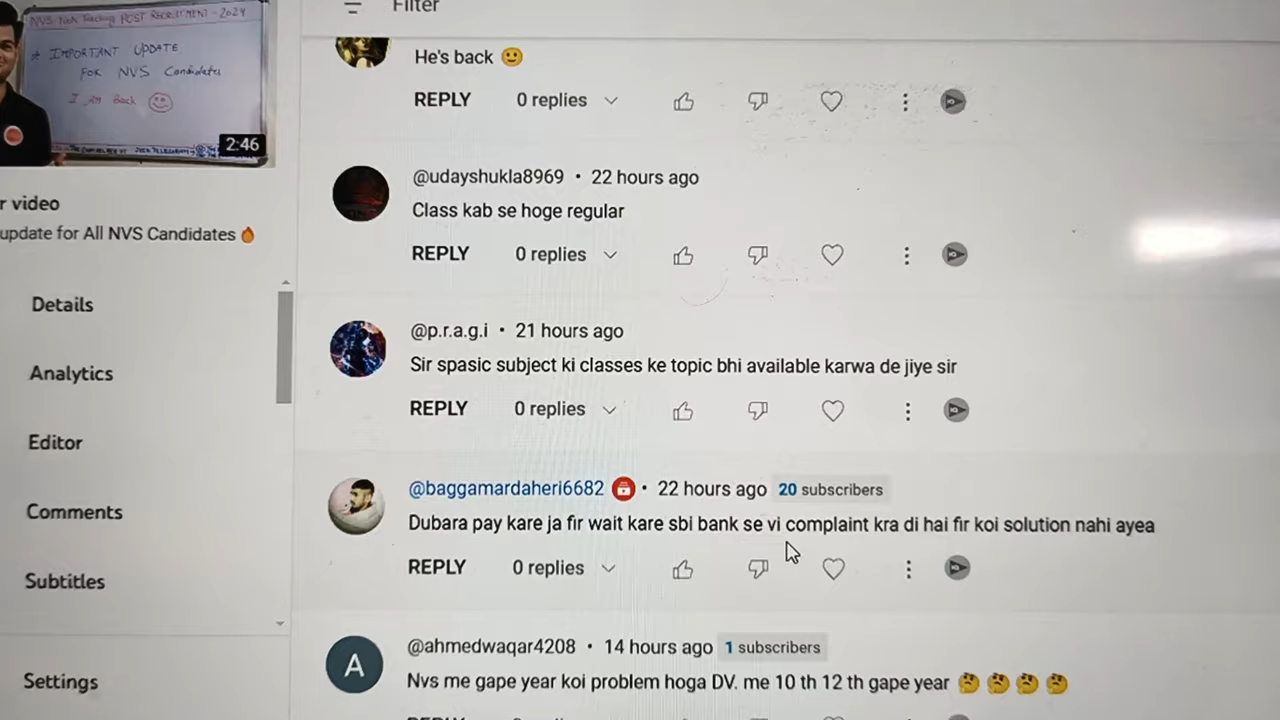 NVS Non Teaching POST RECRUITMENT - 2024
* IMPORTANT UPDATE
FOR NVS Candidates
I Am Back
2:46
r video
update for All NVS Candidates 🔥
Details
Analytics
Editor
Comments
Subtitles
Settings
Filter
He's back 🙂
REPLY 0 replies
@udayshukla8969 • 22 hours ago
Class kab se hoge regular
REPLY 0 replies
@p.r.a.g.i • 21 hours ago
Sir spasic subject ki classes ke topic bhi available karwa de jiye sir
REPLY 0 replies
@baggamardaheri6682 • 22 hours ago 20 subscribers
Dubara pay kare ja fir wait kare sbi bank se vi complaint kra di hai fir koi solution nahi ayea
REPLY 0 replies
A
@ahmedwaqar4208 • 14 hours ago 1 subscribers
Nvs me gape year koi problem hoga DV. me 10 th 12 th gape year 🤔 🤔 🤔 🤔